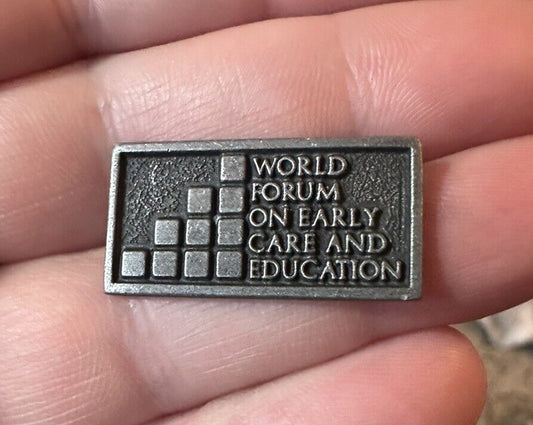 WORLD
FORUM
ON EARLY
CARE AND
EDUCATION